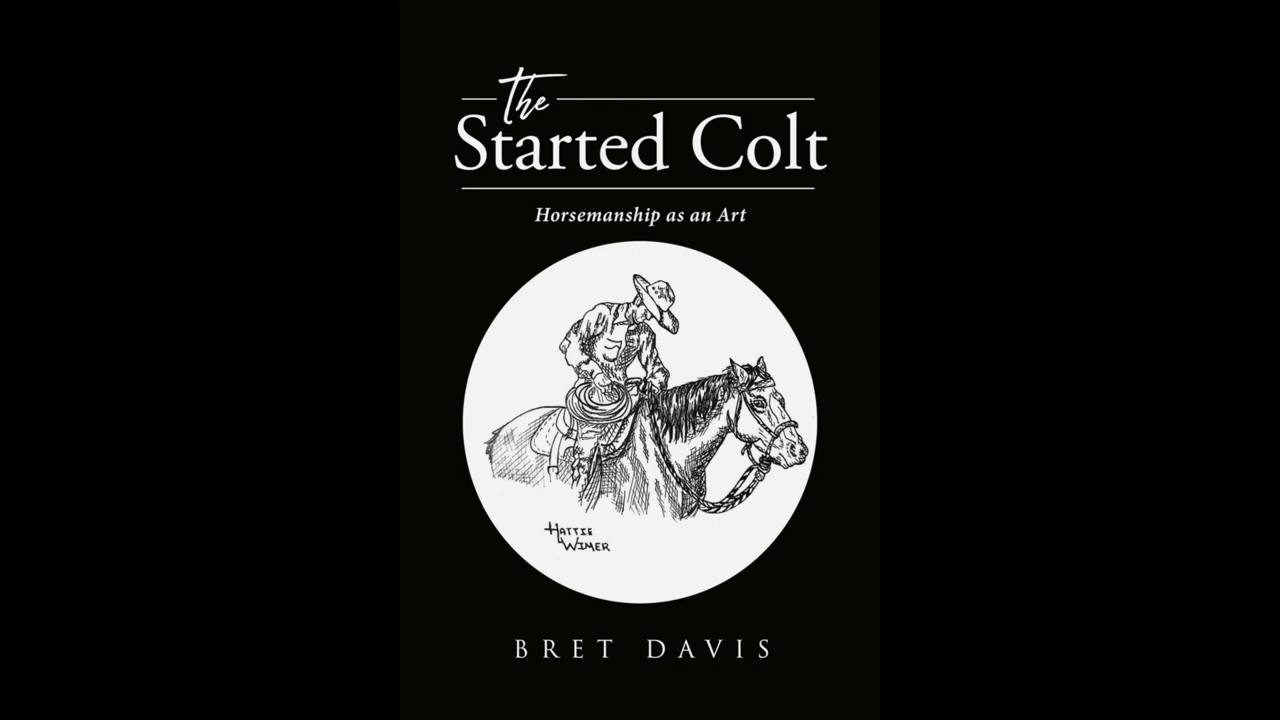 The
Started Colt
Horsemanship as an Art
HATTIE
WIMER
BRET DAVIS